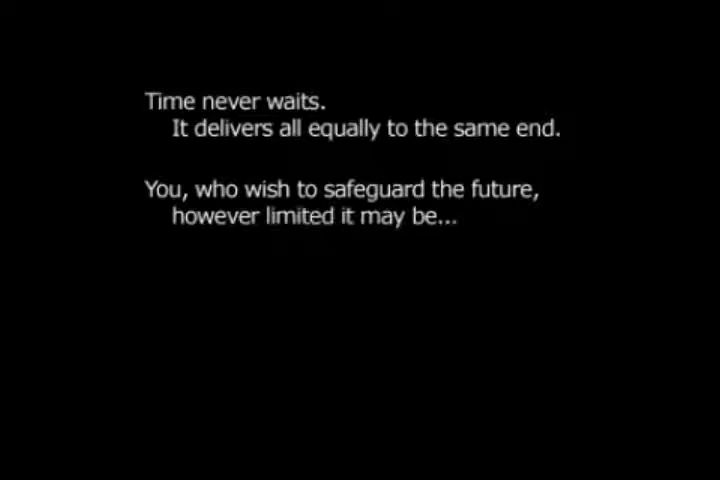 Time never waits.
It delivers all equally to the same end.
You, who wish to safeguard the future,
however limited it may be...